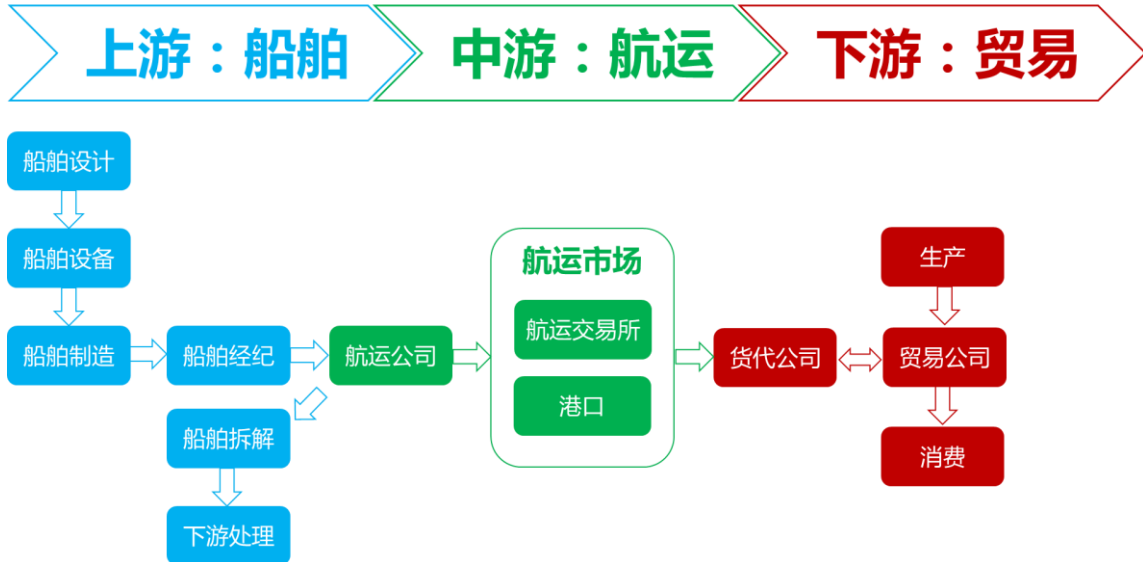 上游：船舶
中游：航运
下游：贸易
船舶设计
船舶设备
船舶制造
船舶经纪
船舶拆解
下游处理
航运公司
航运市场
航运交易所
港口
货代公司
生产
贸易公司
消费